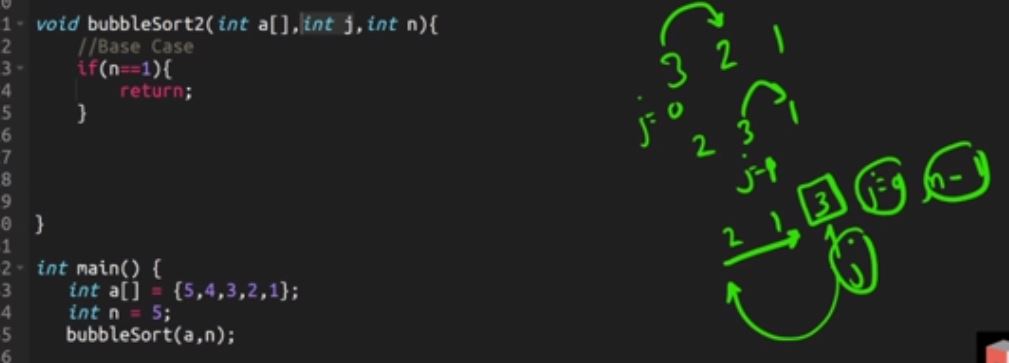 1 void bubbleSort2( int a[],int j,int n){
2 //Base Case
3 if(n==1){
4 return;
5 }
6
7
8
9
0 }
1
2 int main() {
3 int a[] = {5,4,3,2,1};
4 int n = 5;
5 bubbleSort(a,n);
6
3 2 1
j=0
2 3 1
j=1
2 1 3 j=0 n-1
j